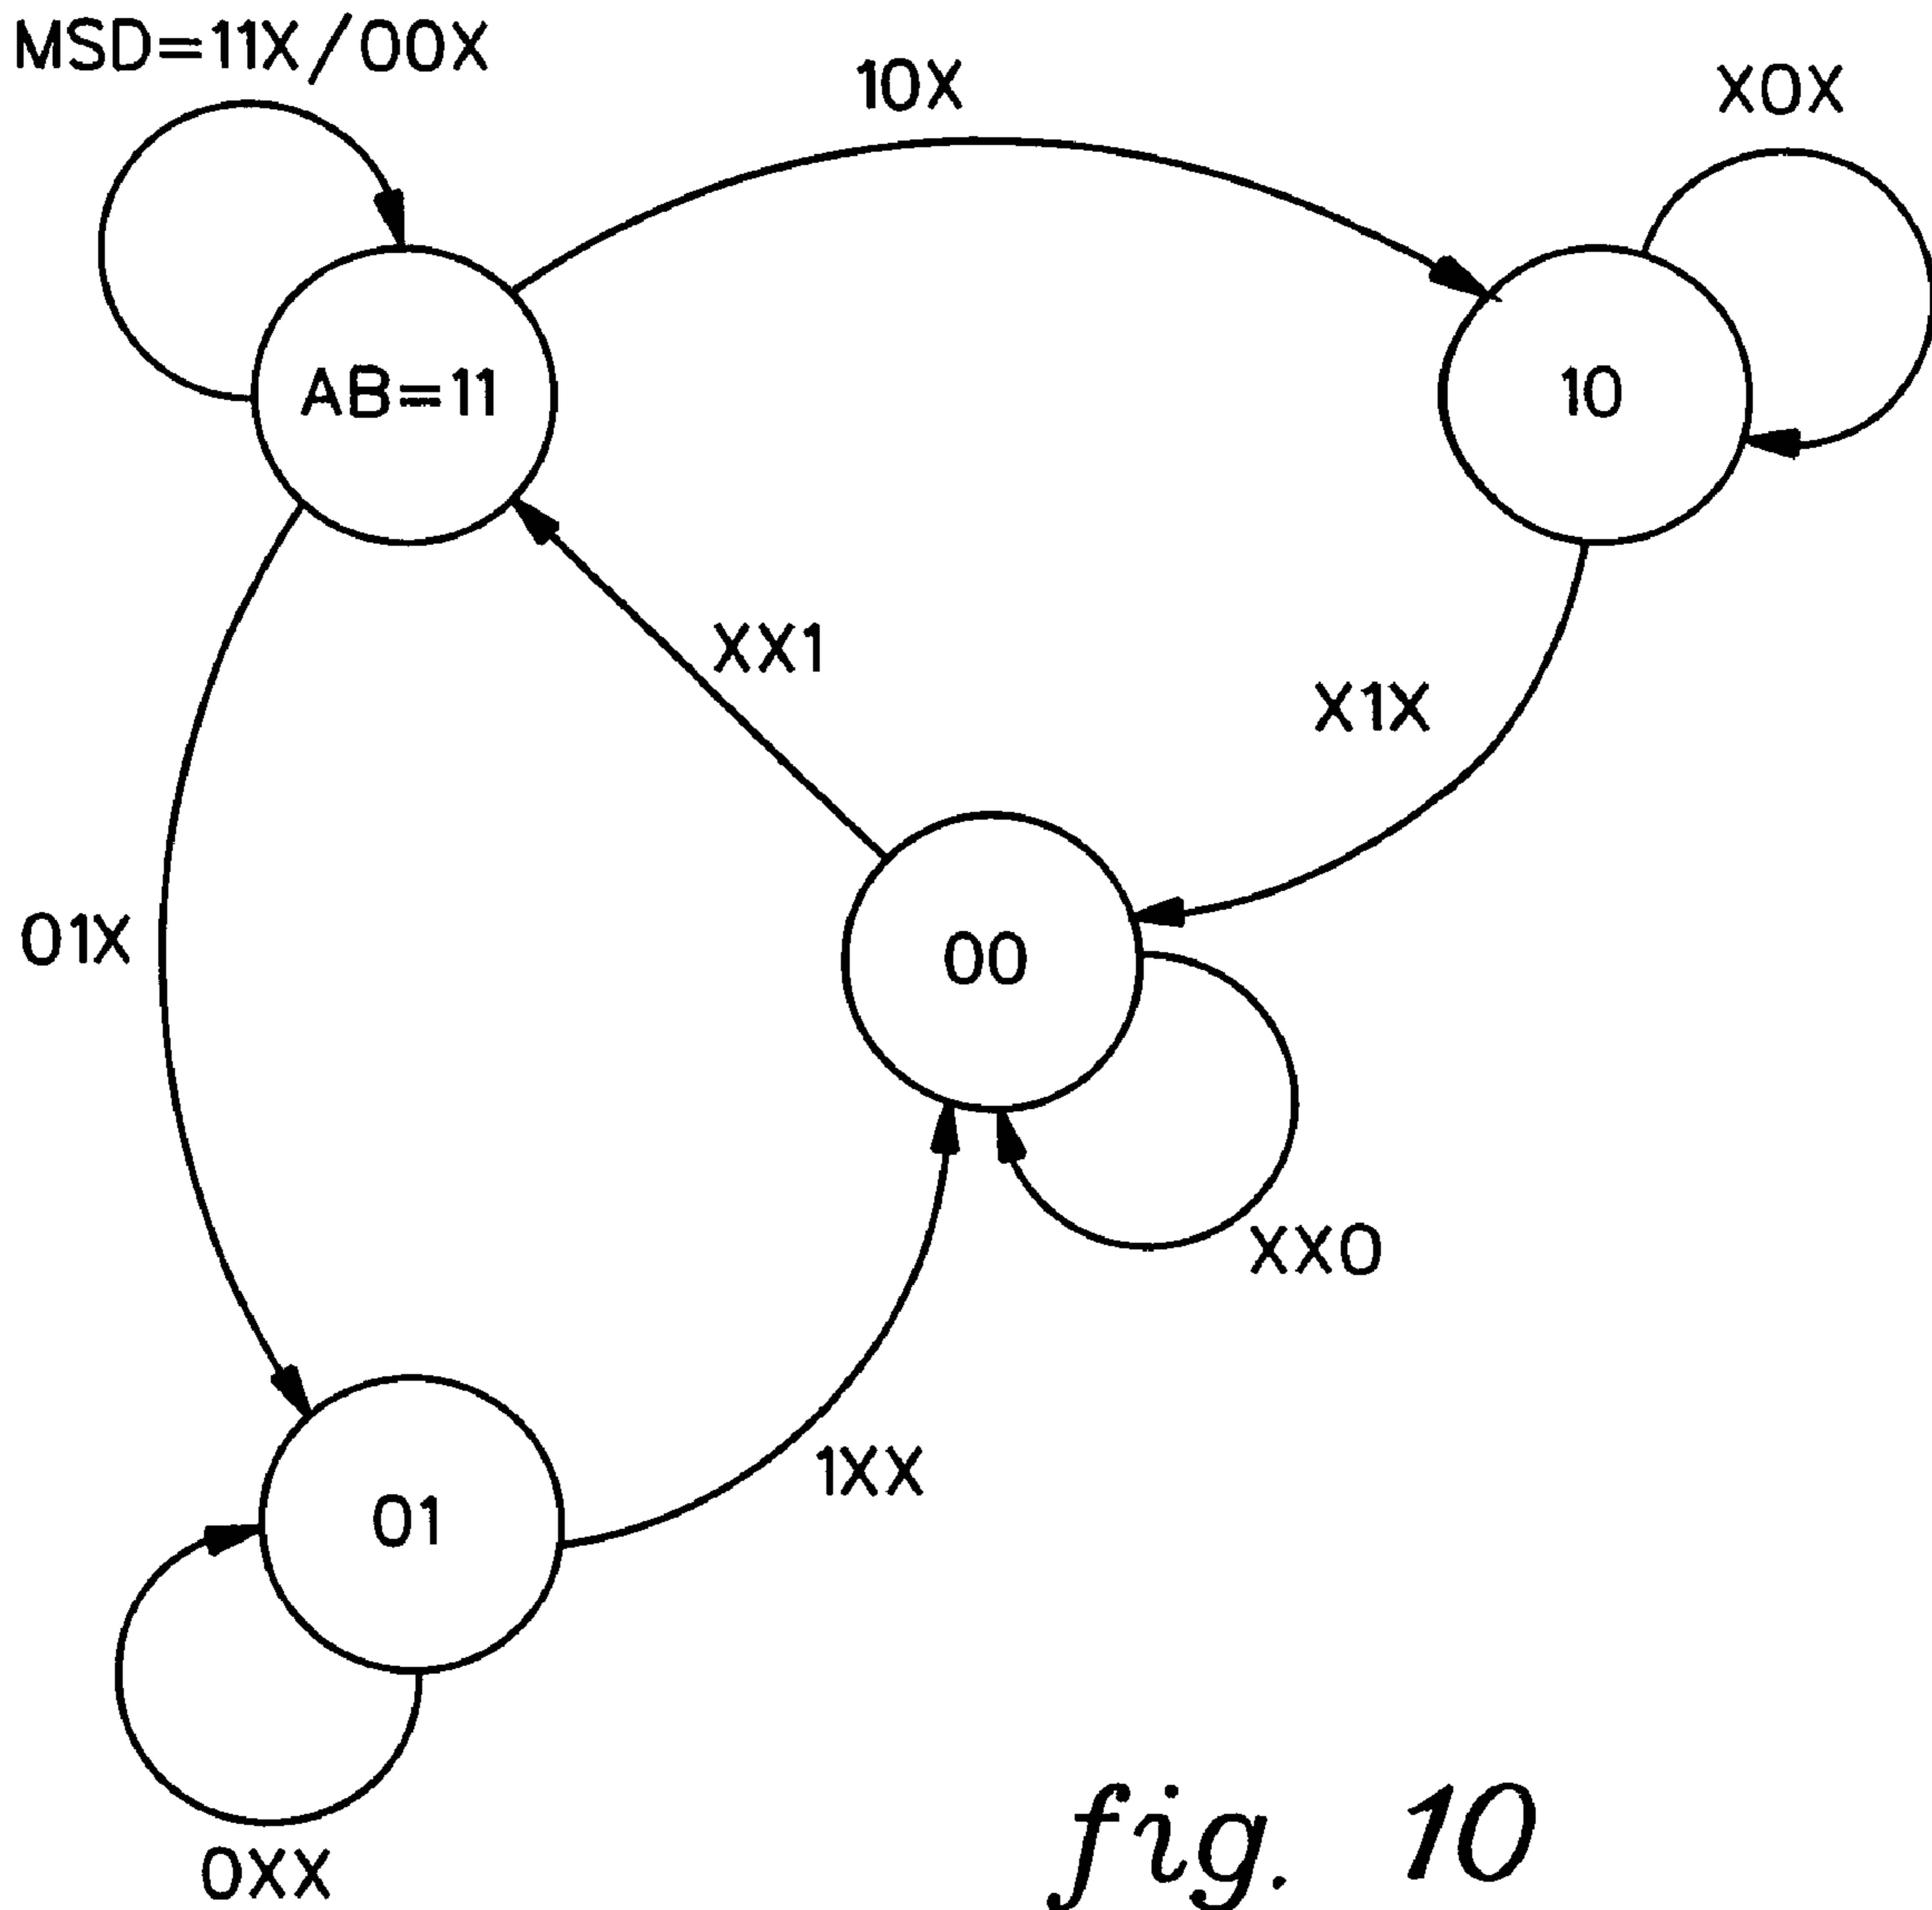 MSD=11X/00X
10X
X0X
AB=11
10
XX1
X1X
01X
00
XX0
1XX
01
0XX
fig. 10